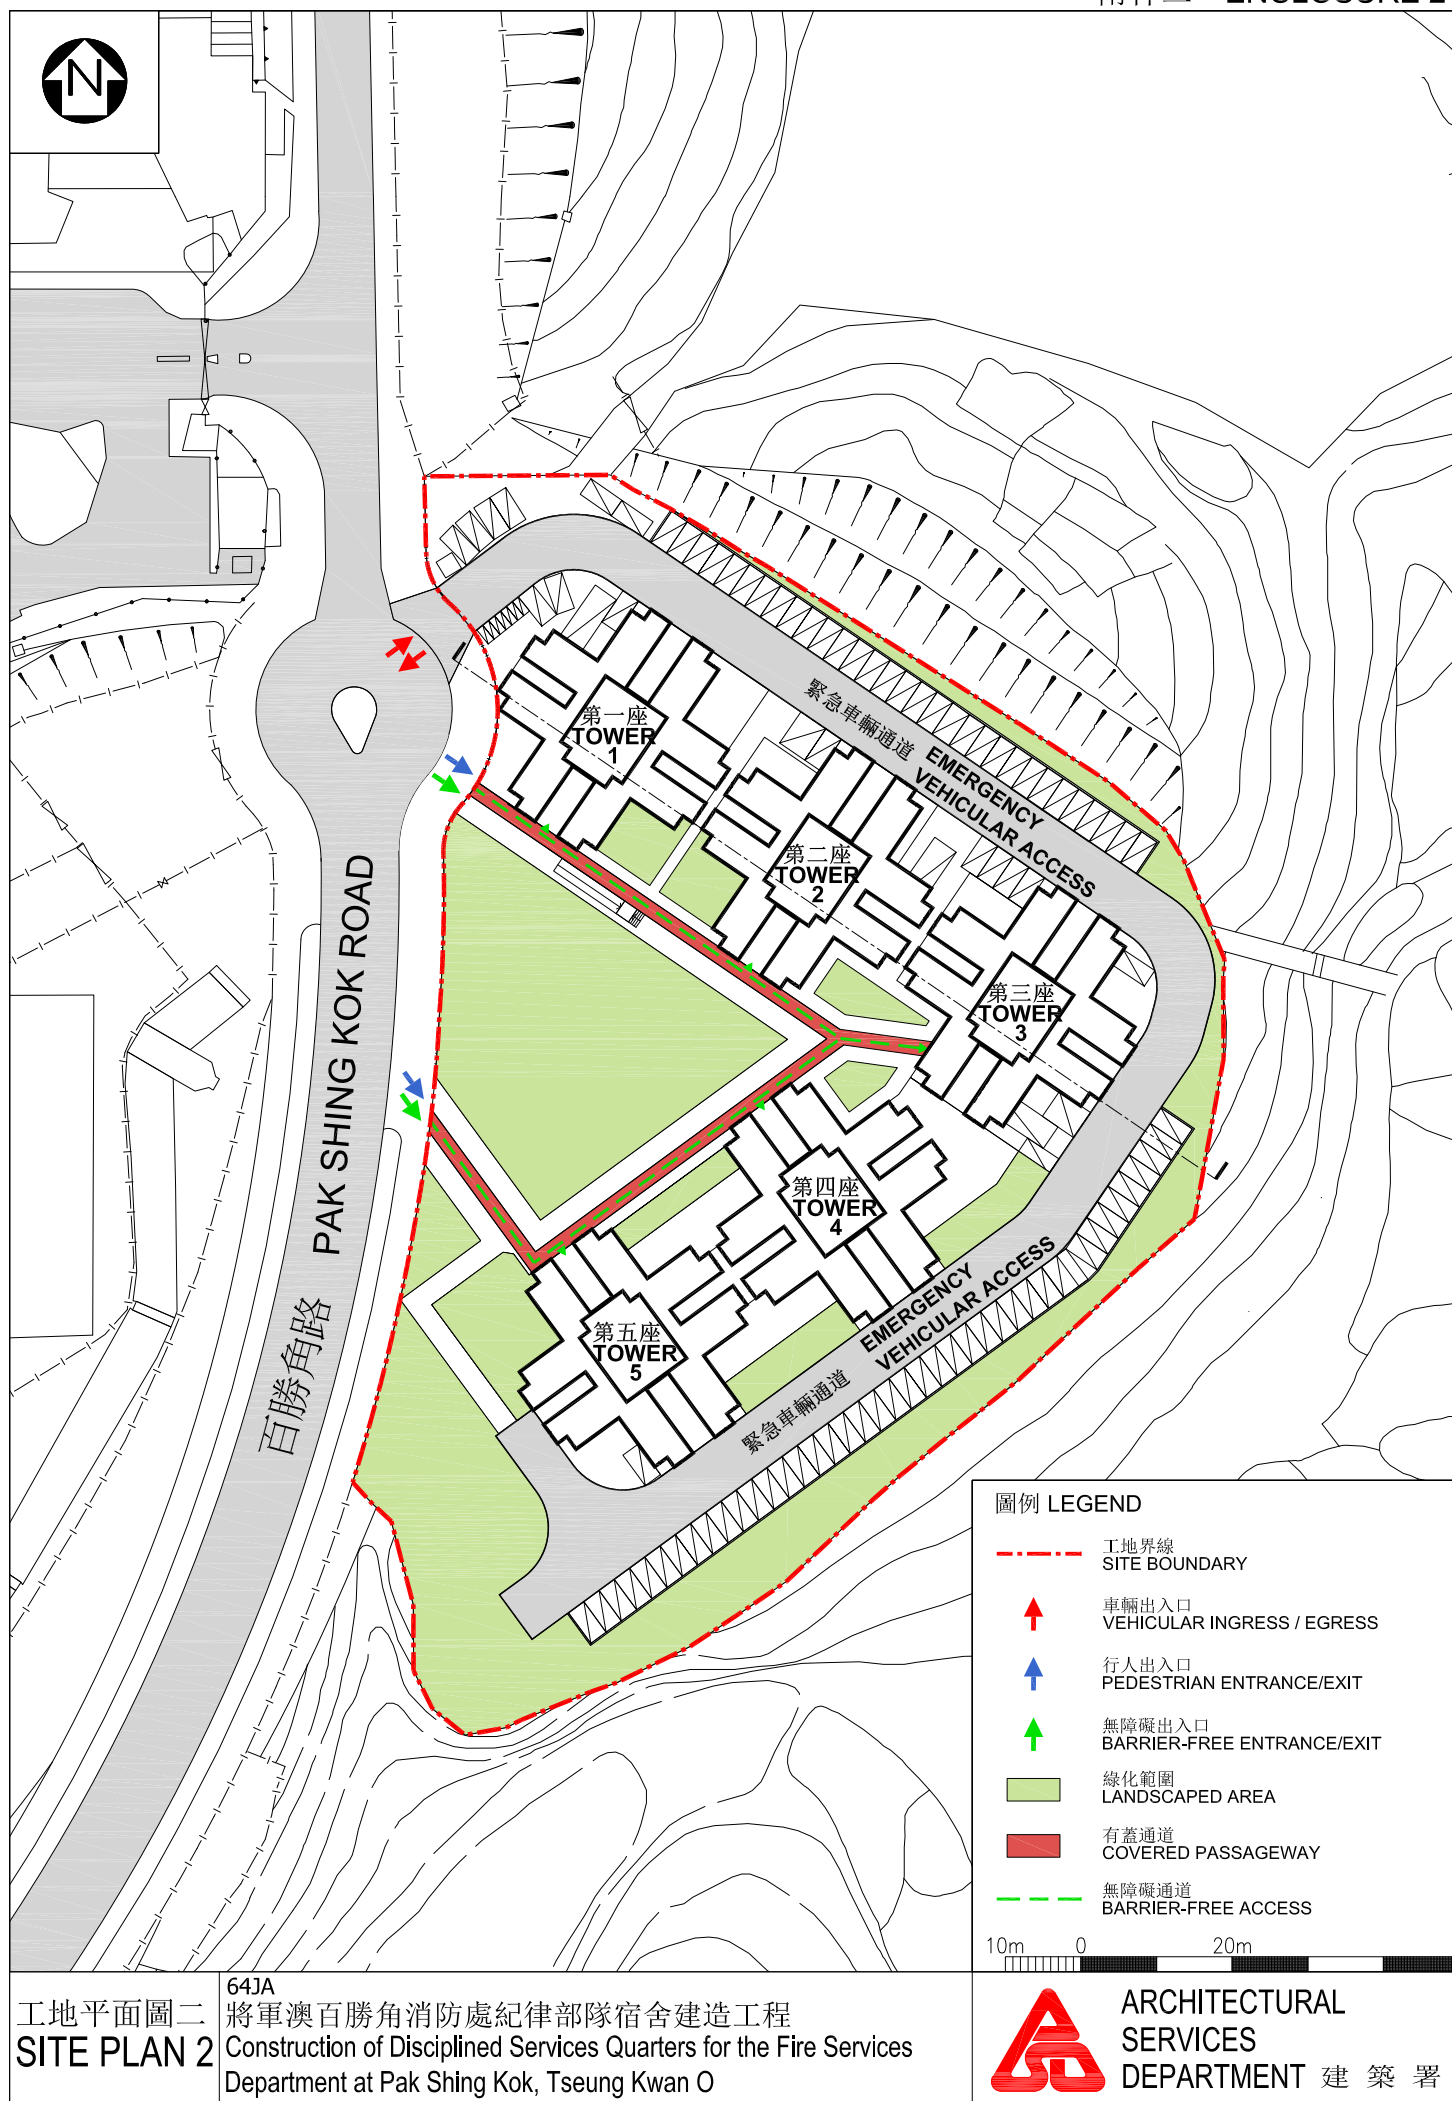 N
第一座
TOWER
1
緊急車輛通道
EMERGENCY
VEHICULAR ACCESS
第二座
TOWER
2
第三座
TOWER
3
百勝角路 PAK SHING KOK ROAD
第四座
TOWER
4
第五座
TOWER
5
緊急車輛通道
EMERGENCY
VEHICULAR ACCESS
圖例 LEGEND
工地界線
SITE BOUNDARY
車輛出入口
VEHICULAR INGRESS / EGRESS
行人出入口
PEDESTRIAN ENTRANCE/EXIT
無障礙出入口
BARRIER-FREE ENTRANCE/EXIT
綠化範圍
LANDSCAPED AREA
有蓋通道
COVERED PASSAGEWAY
無障礙通道
BARRIER-FREE ACCESS
10m 0 20m
工地平面圖二
SITE PLAN 2
64JA
將軍澳百勝角消防處紀律部隊宿舍建造工程
Construction of Disciplined Services Quarters for the Fire Services
Department at Pak Shing Kok, Tseung Kwan O
ARCHITECTURAL
SERVICES
DEPARTMENT 建築署